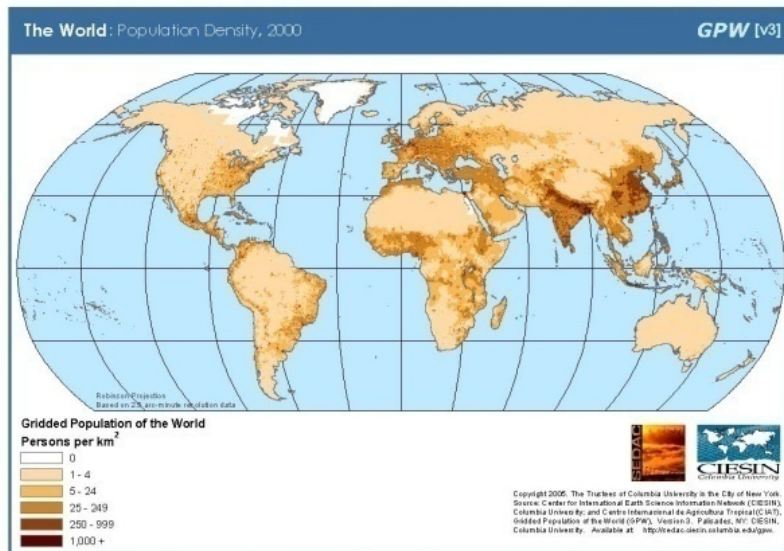 The World: Population Density, 2000
GPW [v3]
Robinson Projection
Based on 2.5 arc-minute resolution data
Gridded Population of the World
Persons per km²
0
1 - 4
5 - 24
25 - 249
250 - 999
1,000 +
SEDAC
CIESIN
Columbia University
Copyright 2005. The Trustees of Columbia University in the City of New York.
Source: Center for International Earth Science Information Network (CIESIN),
Columbia University; and Centro Internacional de Agricultura Tropical (CIAT),
Gridded Population of the World (GPW), Version 3. Palisades, NY: CIESIN,
Columbia University. Available at: http://sedac.ciesin.columbia.edu/gpw.